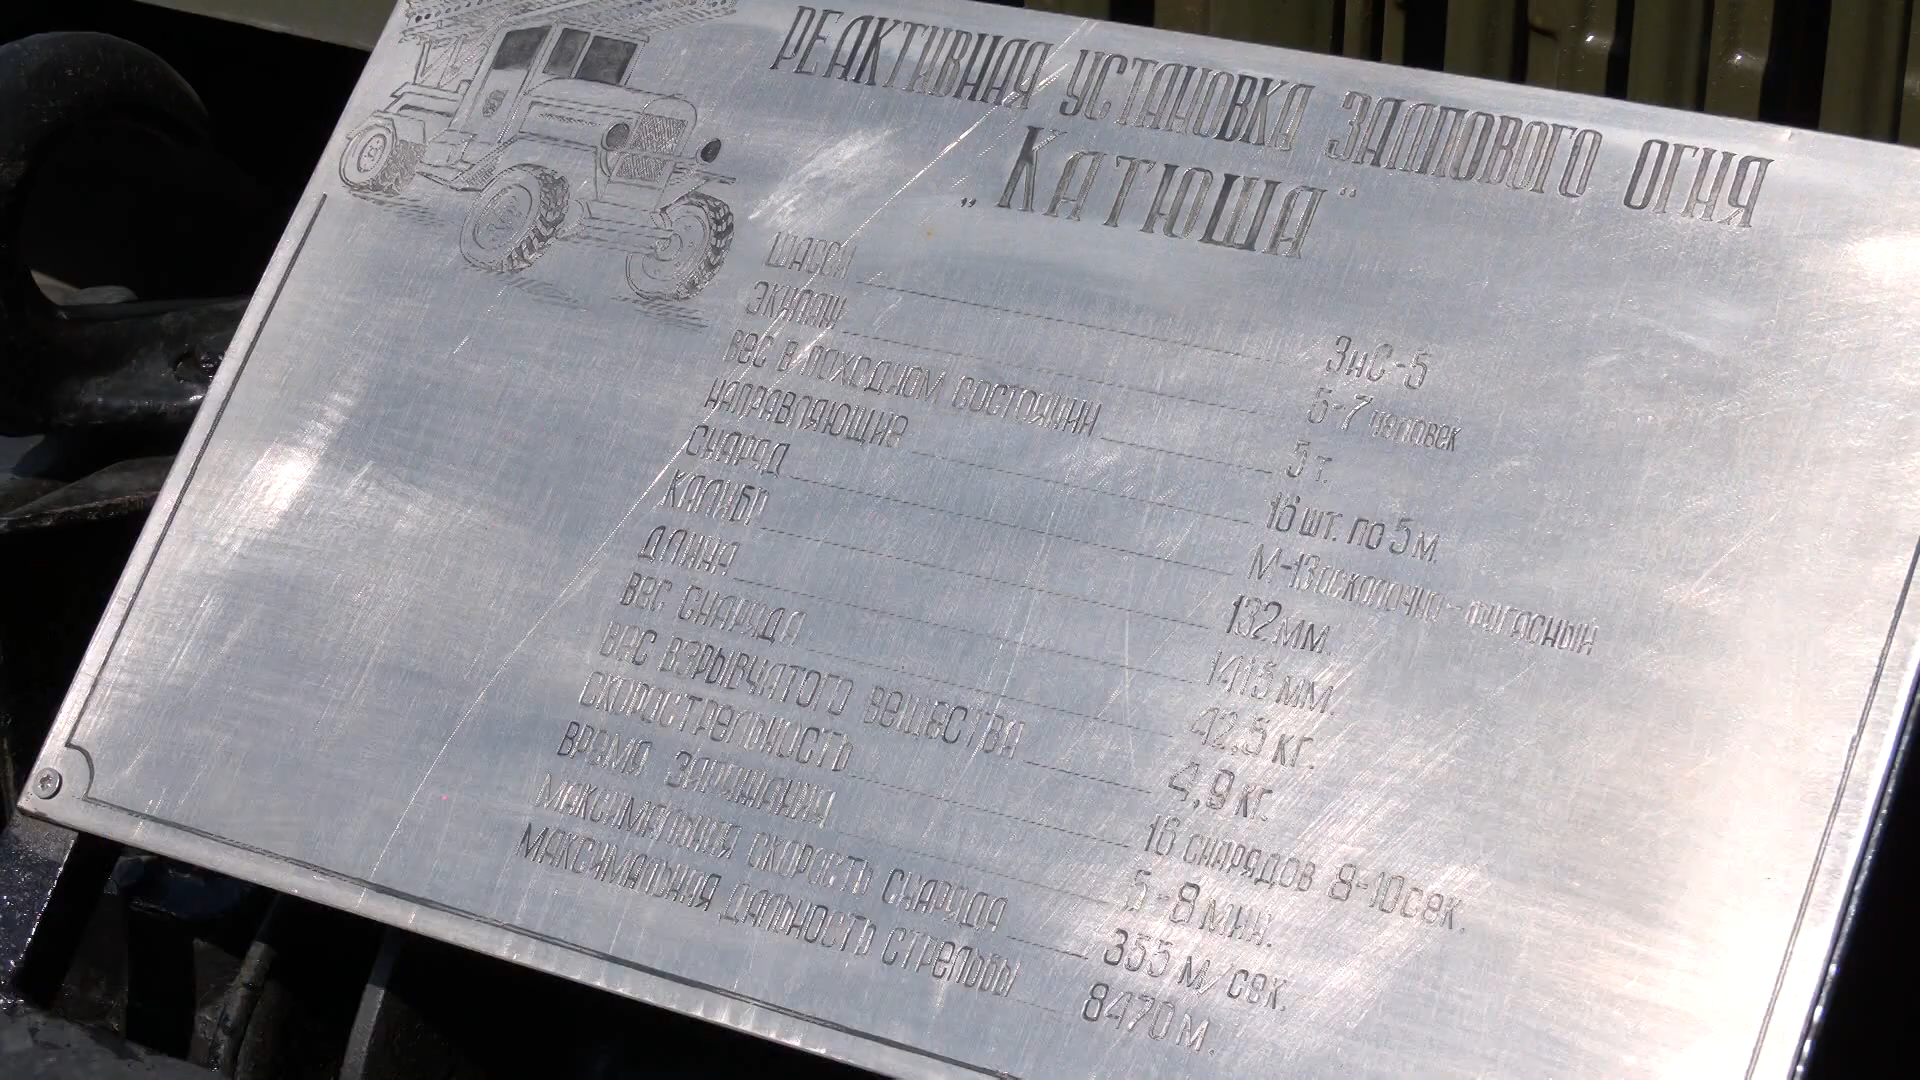 РЕАКТИВНАЯ УСТАНОВКА ЗАЛПОВОГО ОГНЯ
„КАТЮША“
ШАССИ ЗиС-5
ЭКИПАЖ 5-7 человек
ВЕС В ПОХОДНОМ СОСТОЯНИИ 5 т.
НАПРАВЛЯЮЩИЕ 16 шт. по 5 м.
СНАРЯД М-13 осколочно-фугасный
КАЛИБР 132 мм.
ДЛИНА 1415 мм.
ВЕС СНАРЯДА 42,5 кг.
ВЕС ВЗРЫВЧАТОГО ВЕЩЕСТВА 4,9 кг.
СКОРОСТРЕЛЬНОСТЬ 16 снарядов 8-10 сек.
ВРЕМЯ ЗАРЯЖАНИЯ 5-8 мин.
МАКСИМАЛЬНАЯ СКОРОСТЬ СНАРЯДА 355 м/сек.
МАКСИМАЛЬНАЯ ДАЛЬНОСТЬ СТРЕЛЬБЫ 8470 м.